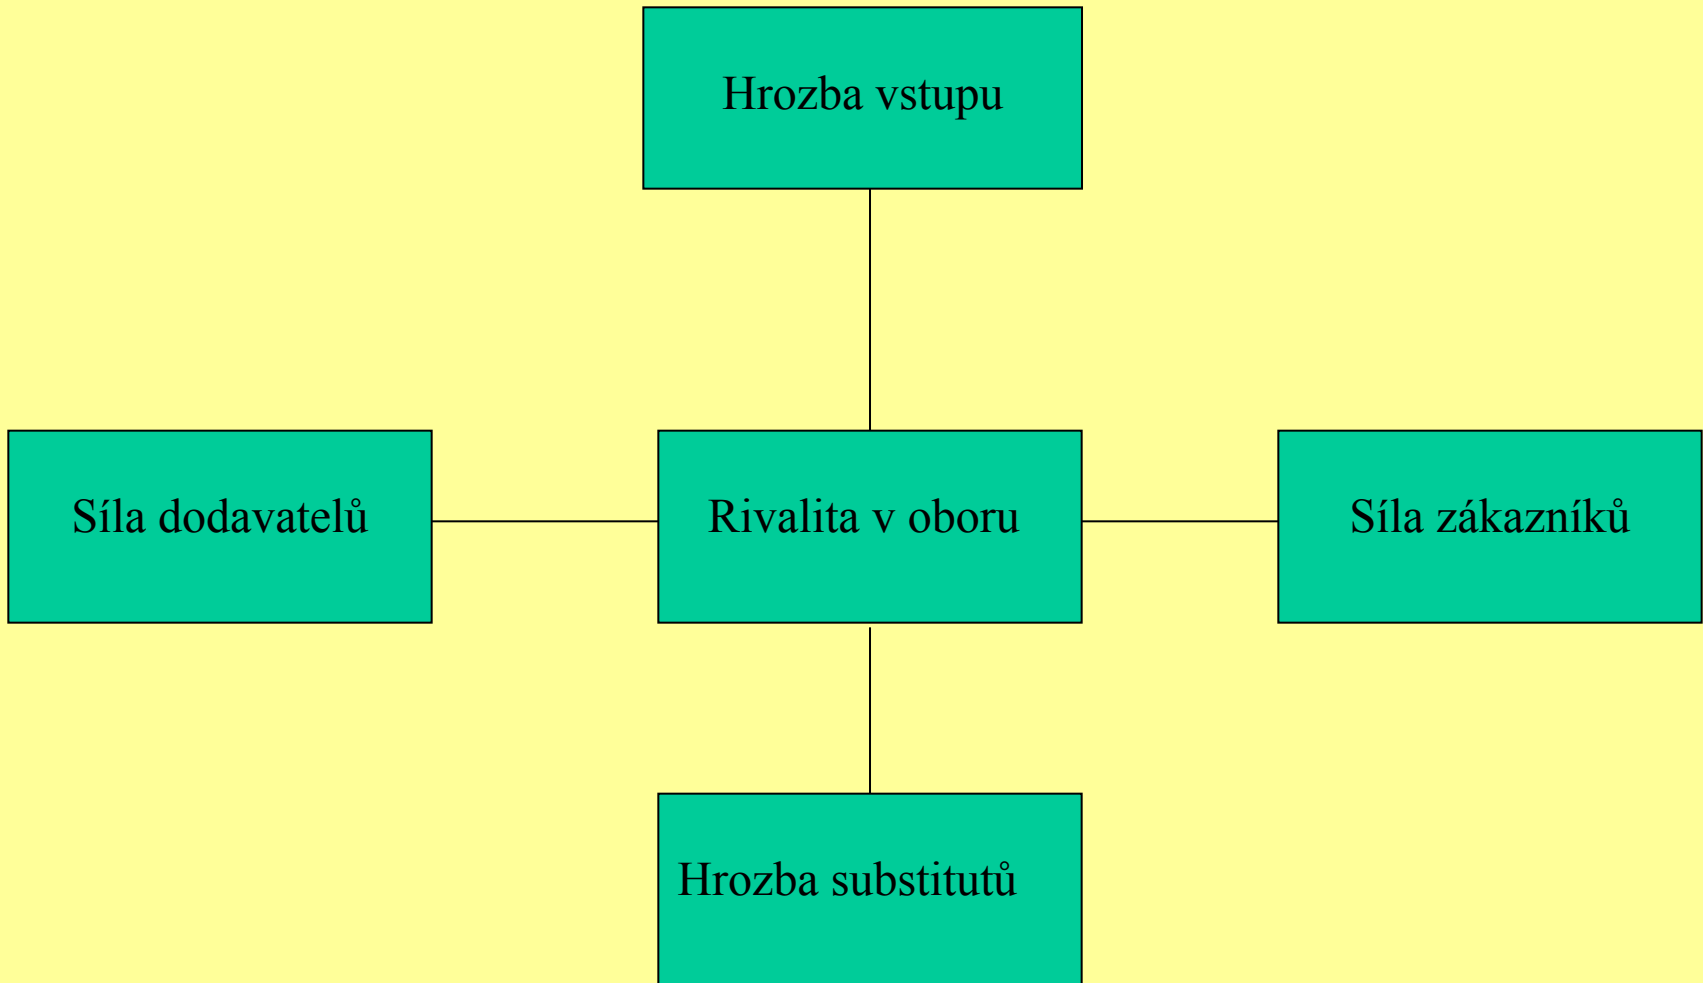 Hrozba vstupu
Síla dodavatelů
Rivalita v oboru
Síla zákazníků
Hrozba substitutů